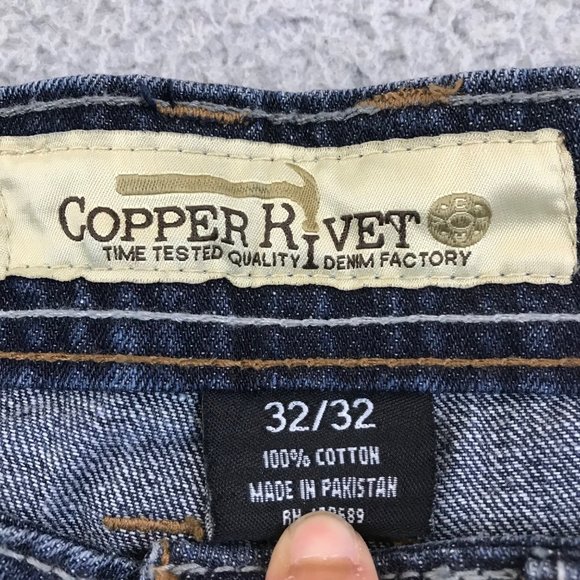 COPPER RIVET
TIME TESTED QUALITY DENIM FACTORY
32/32
100% COTTON
MADE IN PAKISTAN